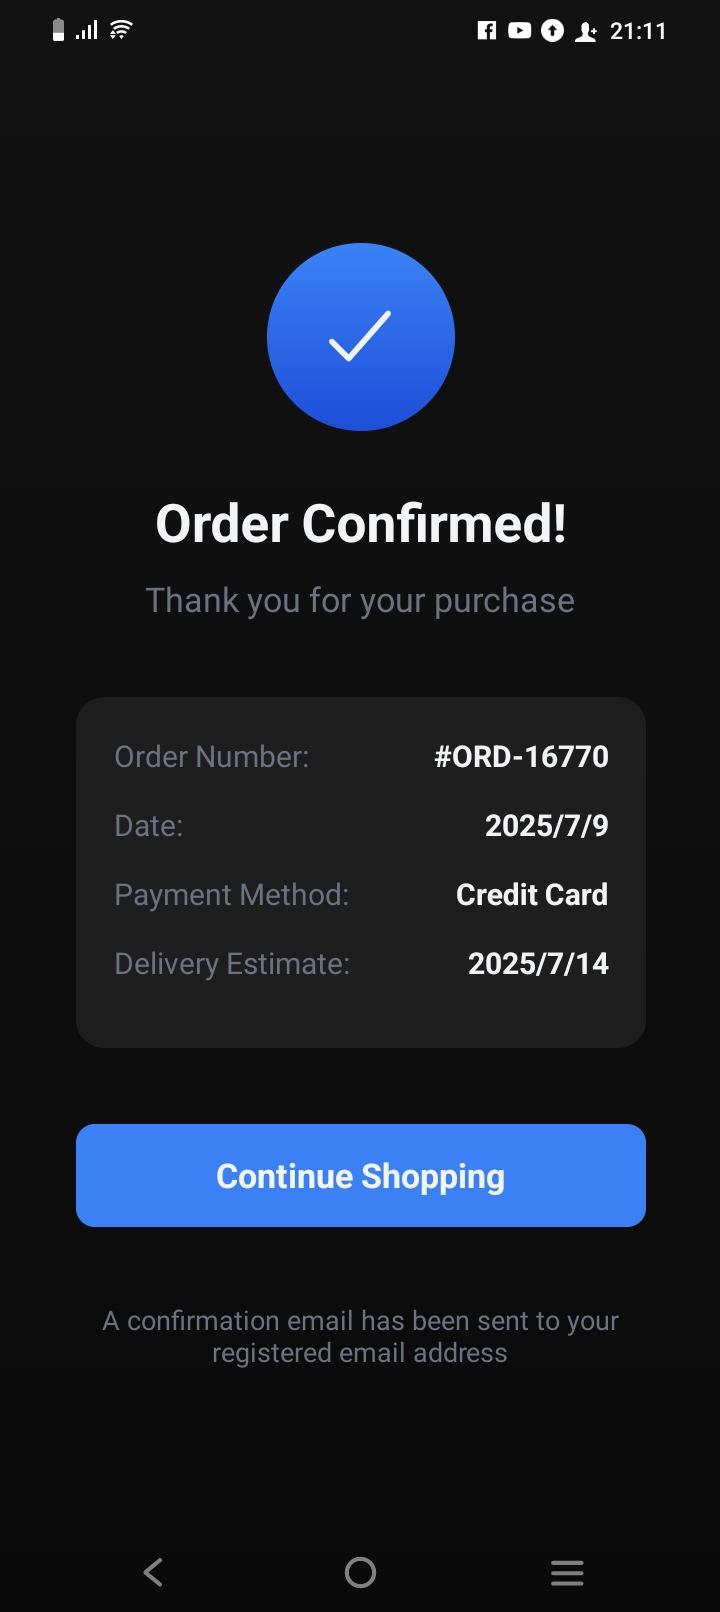 21:11
Order Confirmed!
Thank you for your purchase
Order Number: #ORD-16770
Date: 2025/7/9
Payment Method: Credit Card
Delivery Estimate: 2025/7/14
Continue Shopping
A confirmation email has been sent to your
registered email address